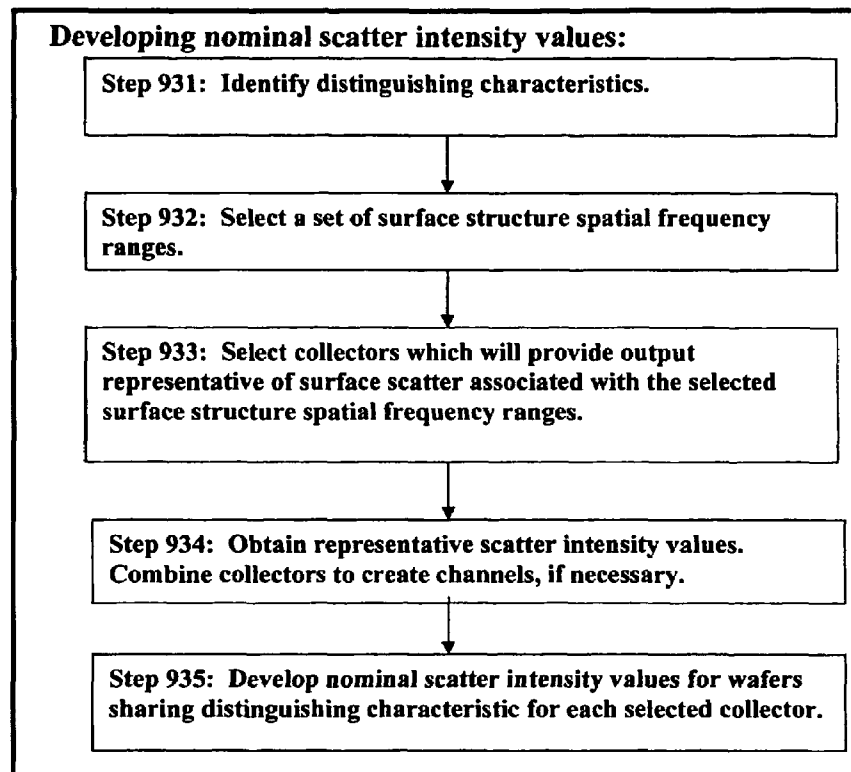 Developing nominal scatter intensity values:
Step 931: Identify distinguishing characteristics.
Step 932: Select a set of surface structure spatial frequency
ranges.
Step 933: Select collectors which will provide output
representative of surface scatter associated with the selected
surface structure spatial frequency ranges.
Step 934: Obtain representative scatter intensity values.
Combine collectors to create channels, if necessary.
Step 935: Develop nominal scatter intensity values for wafers
sharing distinguishing characteristic for each selected collector.